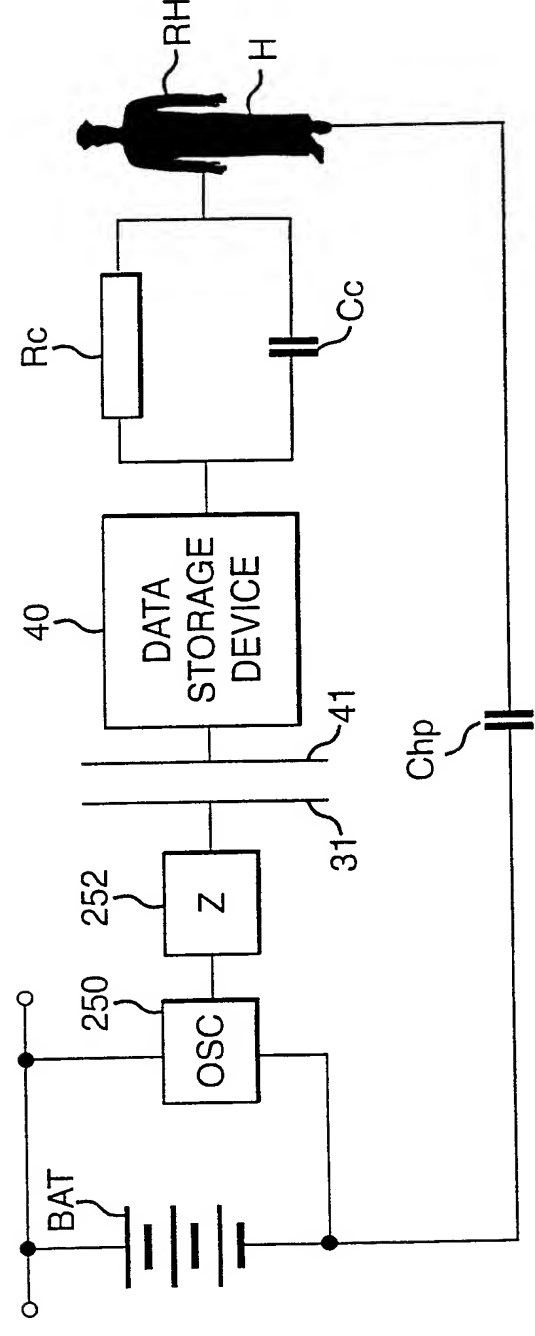 BAT
250
OSC
252
Z
31
41
40
DATA
STORAGE
DEVICE
Rc
Cc
RH
H
Chp